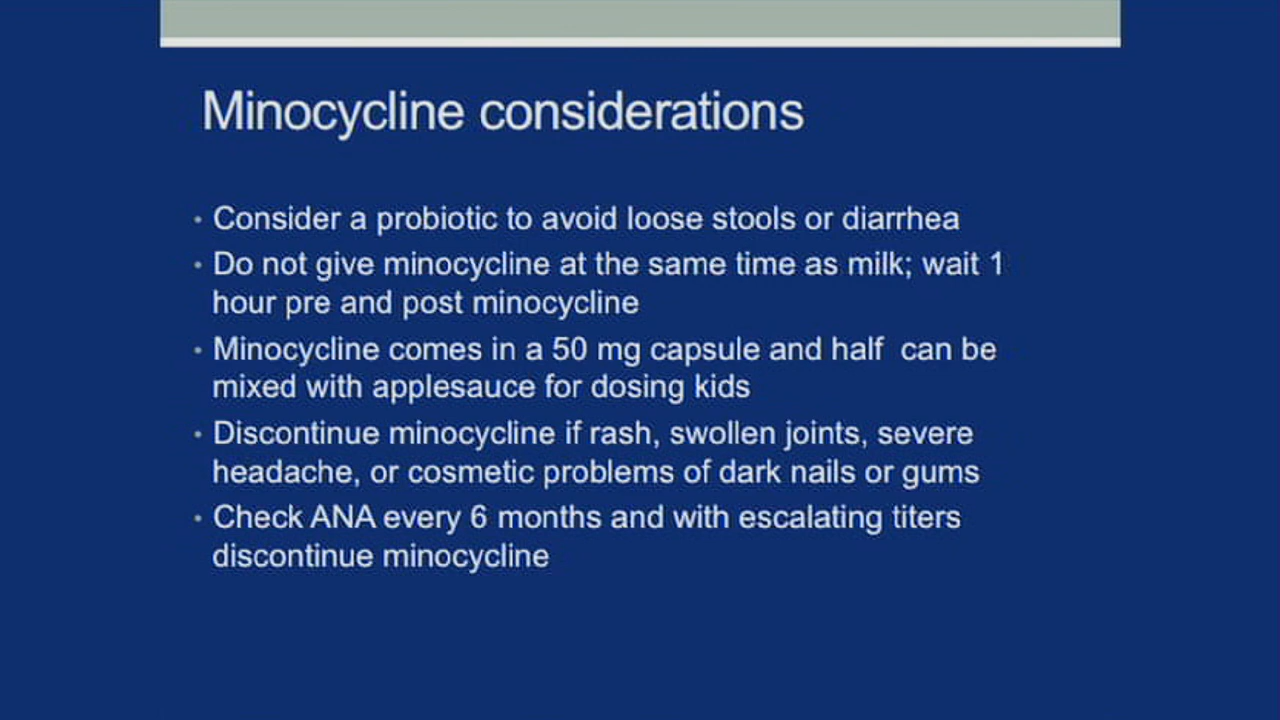 Minocycline considerations
• Consider a probiotic to avoid loose stools or diarrhea
• Do not give minocycline at the same time as milk; wait 1
hour pre and post minocycline
• Minocycline comes in a 50 mg capsule and half  can be
mixed with applesauce for dosing kids
• Discontinue minocycline if rash, swollen joints, severe
headache, or cosmetic problems of dark nails or gums
• Check ANA every 6 months and with escalating titers
discontinue minocycline